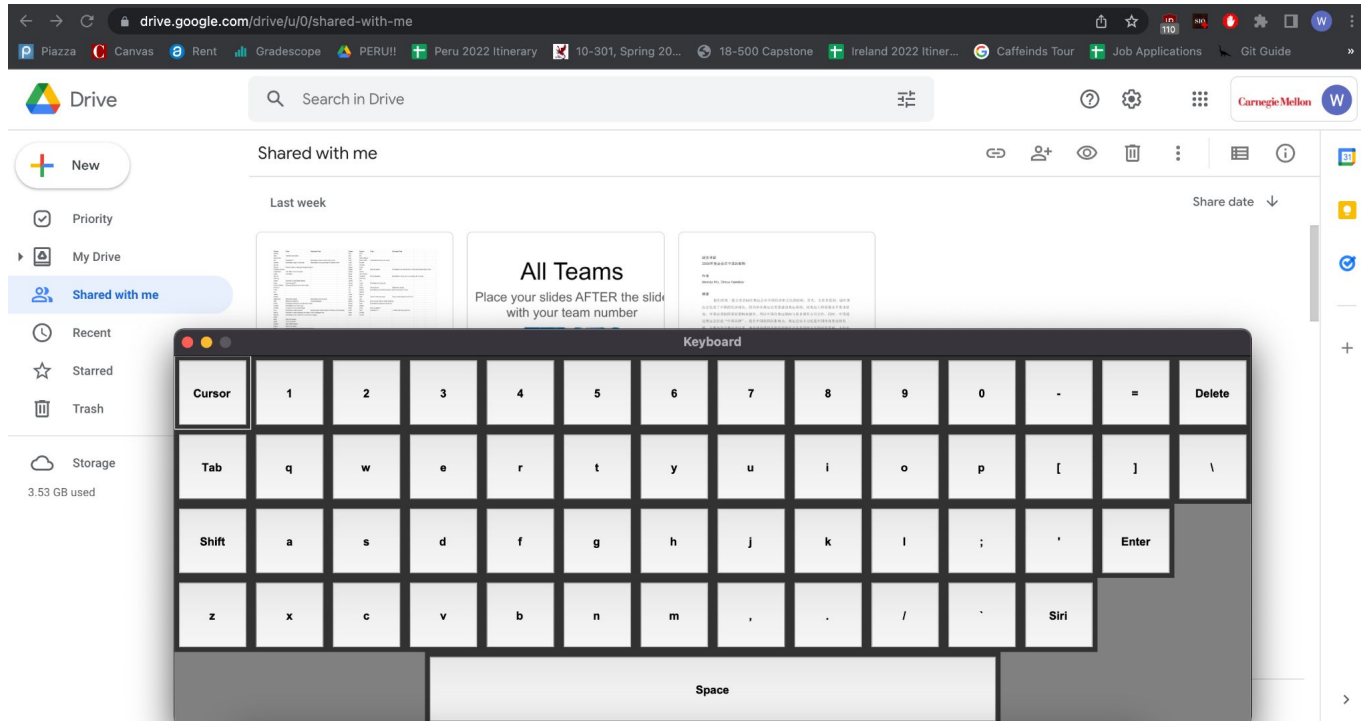 drive.google.com/drive/u/0/shared-with-me
110
SIO
W
Piazza Canvas Rent Gradescope PERU!! Peru 2022 Itinerary 10-301, Spring 20... 18-500 Capstone Ireland 2022 Itiner... Caffeinds Tour Job Applications Git Guide »
Drive
Search in Drive
Carnegie Mellon
W
New
Shared with me
31
Last week
Share date
Priority
My Drive
Shared with me
Recent
Starred
Trash
Storage
3.53 GB used
All Teams
Place your slides AFTER the slide
with your team number
Keyboard
Cursor 1 2 3 4 5 6 7 8 9 0 - = Delete
Tab q w e r t y u i o p [ ] \
Shift a s d f g h j k l ; ' Enter
z x c v b n m , . / ` Siri
Space